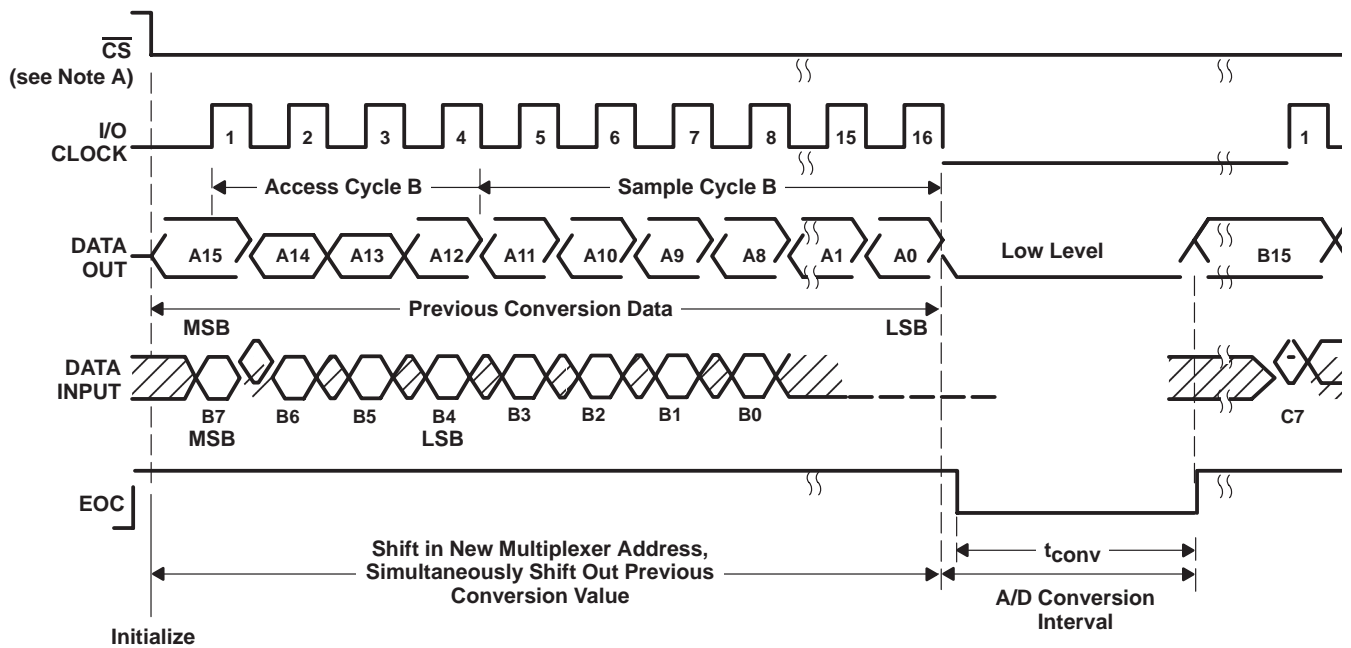 CS
(see Note A)
I/O
CLOCK
1 2 3 4 5 6 7 8 15 16 1
Access Cycle B Sample Cycle B
DATA
OUT
A15 A14 A13 A12 A11 A10 A9 A8 A1 A0 Low Level B15
Previous Conversion Data
MSB LSB
DATA
INPUT
B7 B6 B5 B4 B3 B2 B1 B0 C7
MSB LSB
EOC
Shift in New Multiplexer Address,
Simultaneously Shift Out Previous
Conversion Value
tconv
A/D Conversion
Interval
Initialize